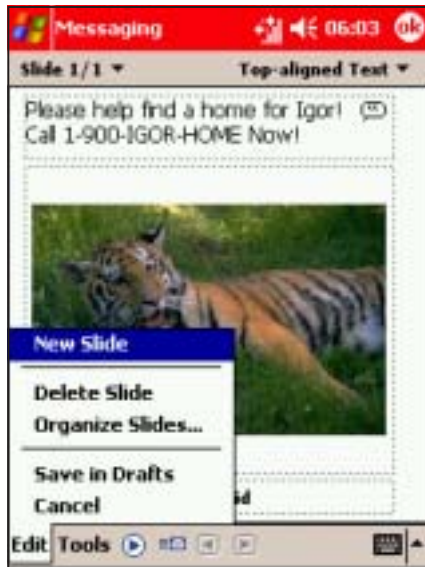 Messaging 06:03 ok
Slide 1/1 Top-aligned Text
Please help find a home for Igor!
Call 1-900-IGOR-HOME Now!
New Slide
Delete Slide
Organize Slides...
Save in Drafts
Cancel
Edit Tools